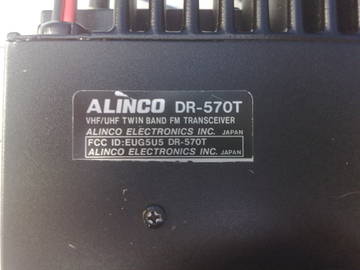 ALINCO DR-570T
VHF/UHF TWIN BAND FM TRANSCEIVER
ALINCO ELECTRONICS INC. JAPAN
FCC ID:EUG5U5 DR-570T
ALINCO ELECTRONICS INC. JAPAN